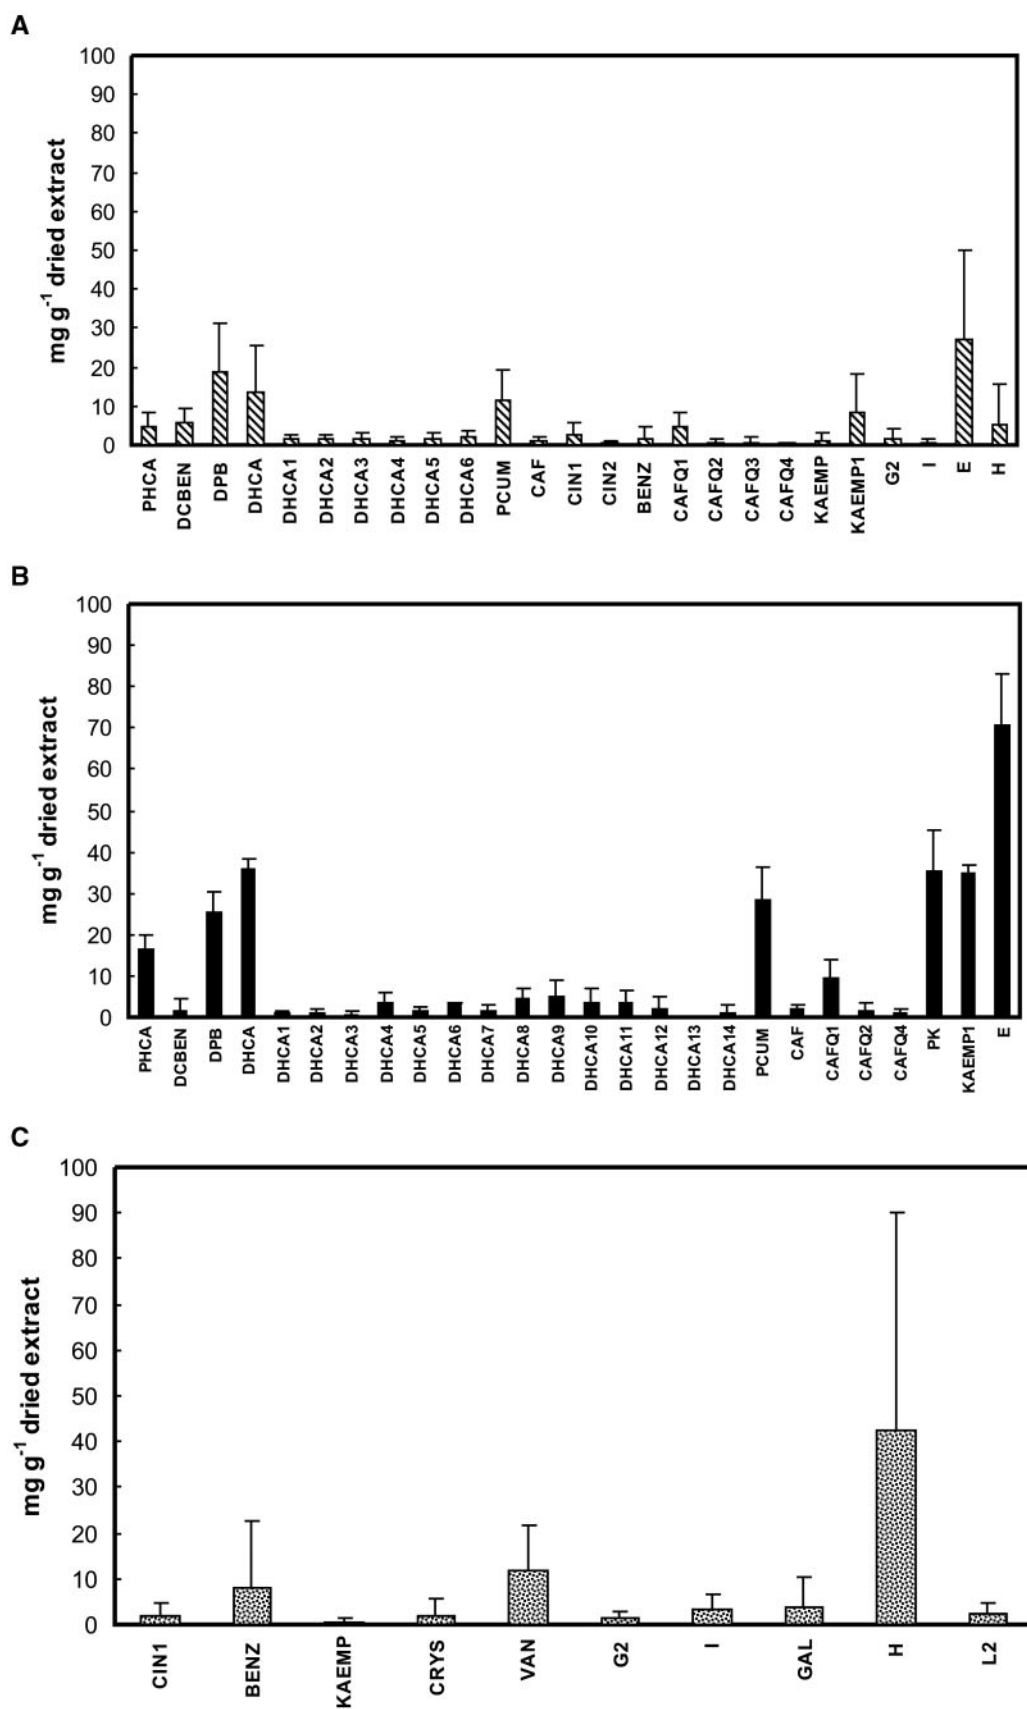 A
100
90
80
70
60
50
40
30
20
10
0
mg g-1 dried extract
PHCA
DCBEN
DPB
DHCA
DHCA1
DHCA2
DHCA3
DHCA4
DHCA5
DHCA6
PCUM
CAF
CIN1
CIN2
BENZ
CAFQ1
CAFQ2
CAFQ3
CAFQ4
KAEMP
KAEMP1
G2
I
E
H
B
100
90
80
70
60
50
40
30
20
10
0
mg g-1 dried extract
PHCA
DCBEN
DPB
DHCA
DHCA1
DHCA2
DHCA3
DHCA4
DHCA5
DHCA6
DHCA7
DHCA8
DHCA9
DHCA10
DHCA11
DHCA12
DHCA13
DHCA14
PCUM
CAF
CAFQ1
CAFQ2
CAFQ4
PK
KAEMP1
E
C
100
90
80
70
60
50
40
30
20
10
0
mg g-1 dried extract
CIN1
BENZ
KAEMP
CRYS
VAN
G2
I
GAL
H
L2